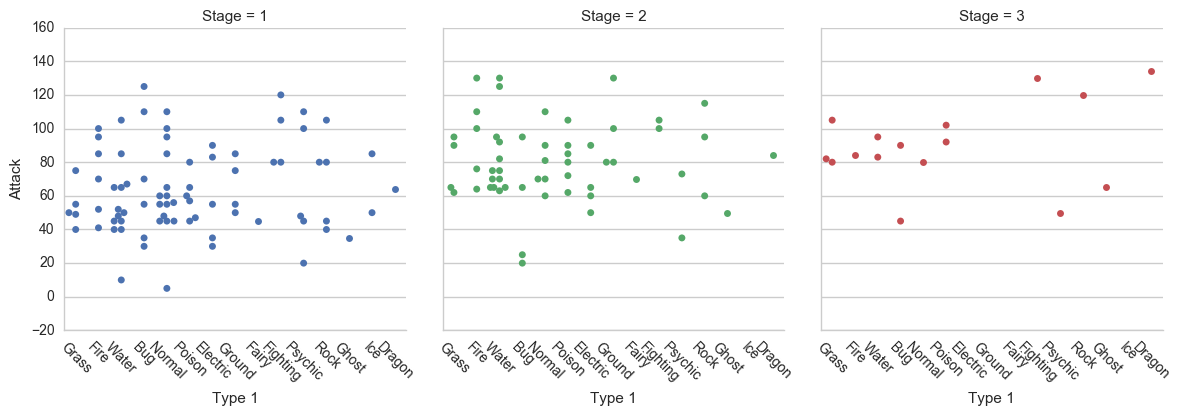 Stage = 1
Stage = 2
Stage = 3
Attack
160
140
120
100
80
60
40
20
0
−20
Grass Fire Water Bug Normal Poison Electric Ground Fairy Fighting Psychic Rock Ghost Ice Dragon
Grass Fire Water Bug Normal Poison Electric Ground Fairy Fighting Psychic Rock Ghost Ice Dragon
Grass Fire Water Bug Normal Poison Electric Ground Fairy Fighting Psychic Rock Ghost Ice Dragon
Type 1
Type 1
Type 1